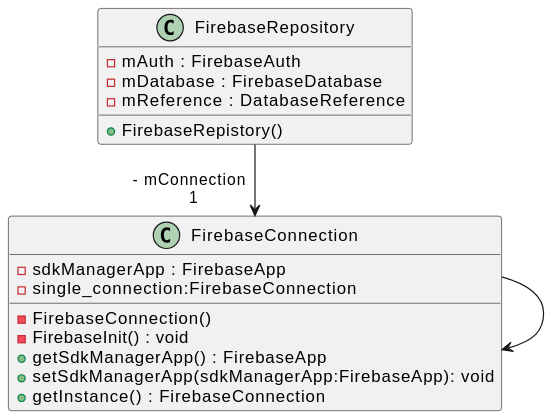 C FirebaseRepository
mAuth : FirebaseAuth
mDatabase : FirebaseDatabase
mReference : DatabaseReference
FirebaseRepistory()
- mConnection
1
C FirebaseConnection
sdkManagerApp : FirebaseApp
single_connection:FirebaseConnection
FirebaseConnection()
FirebaseInit() : void
getSdkManagerApp() : FirebaseApp
setSdkManagerApp(sdkManagerApp:FirebaseApp): void
getInstance() : FirebaseConnection